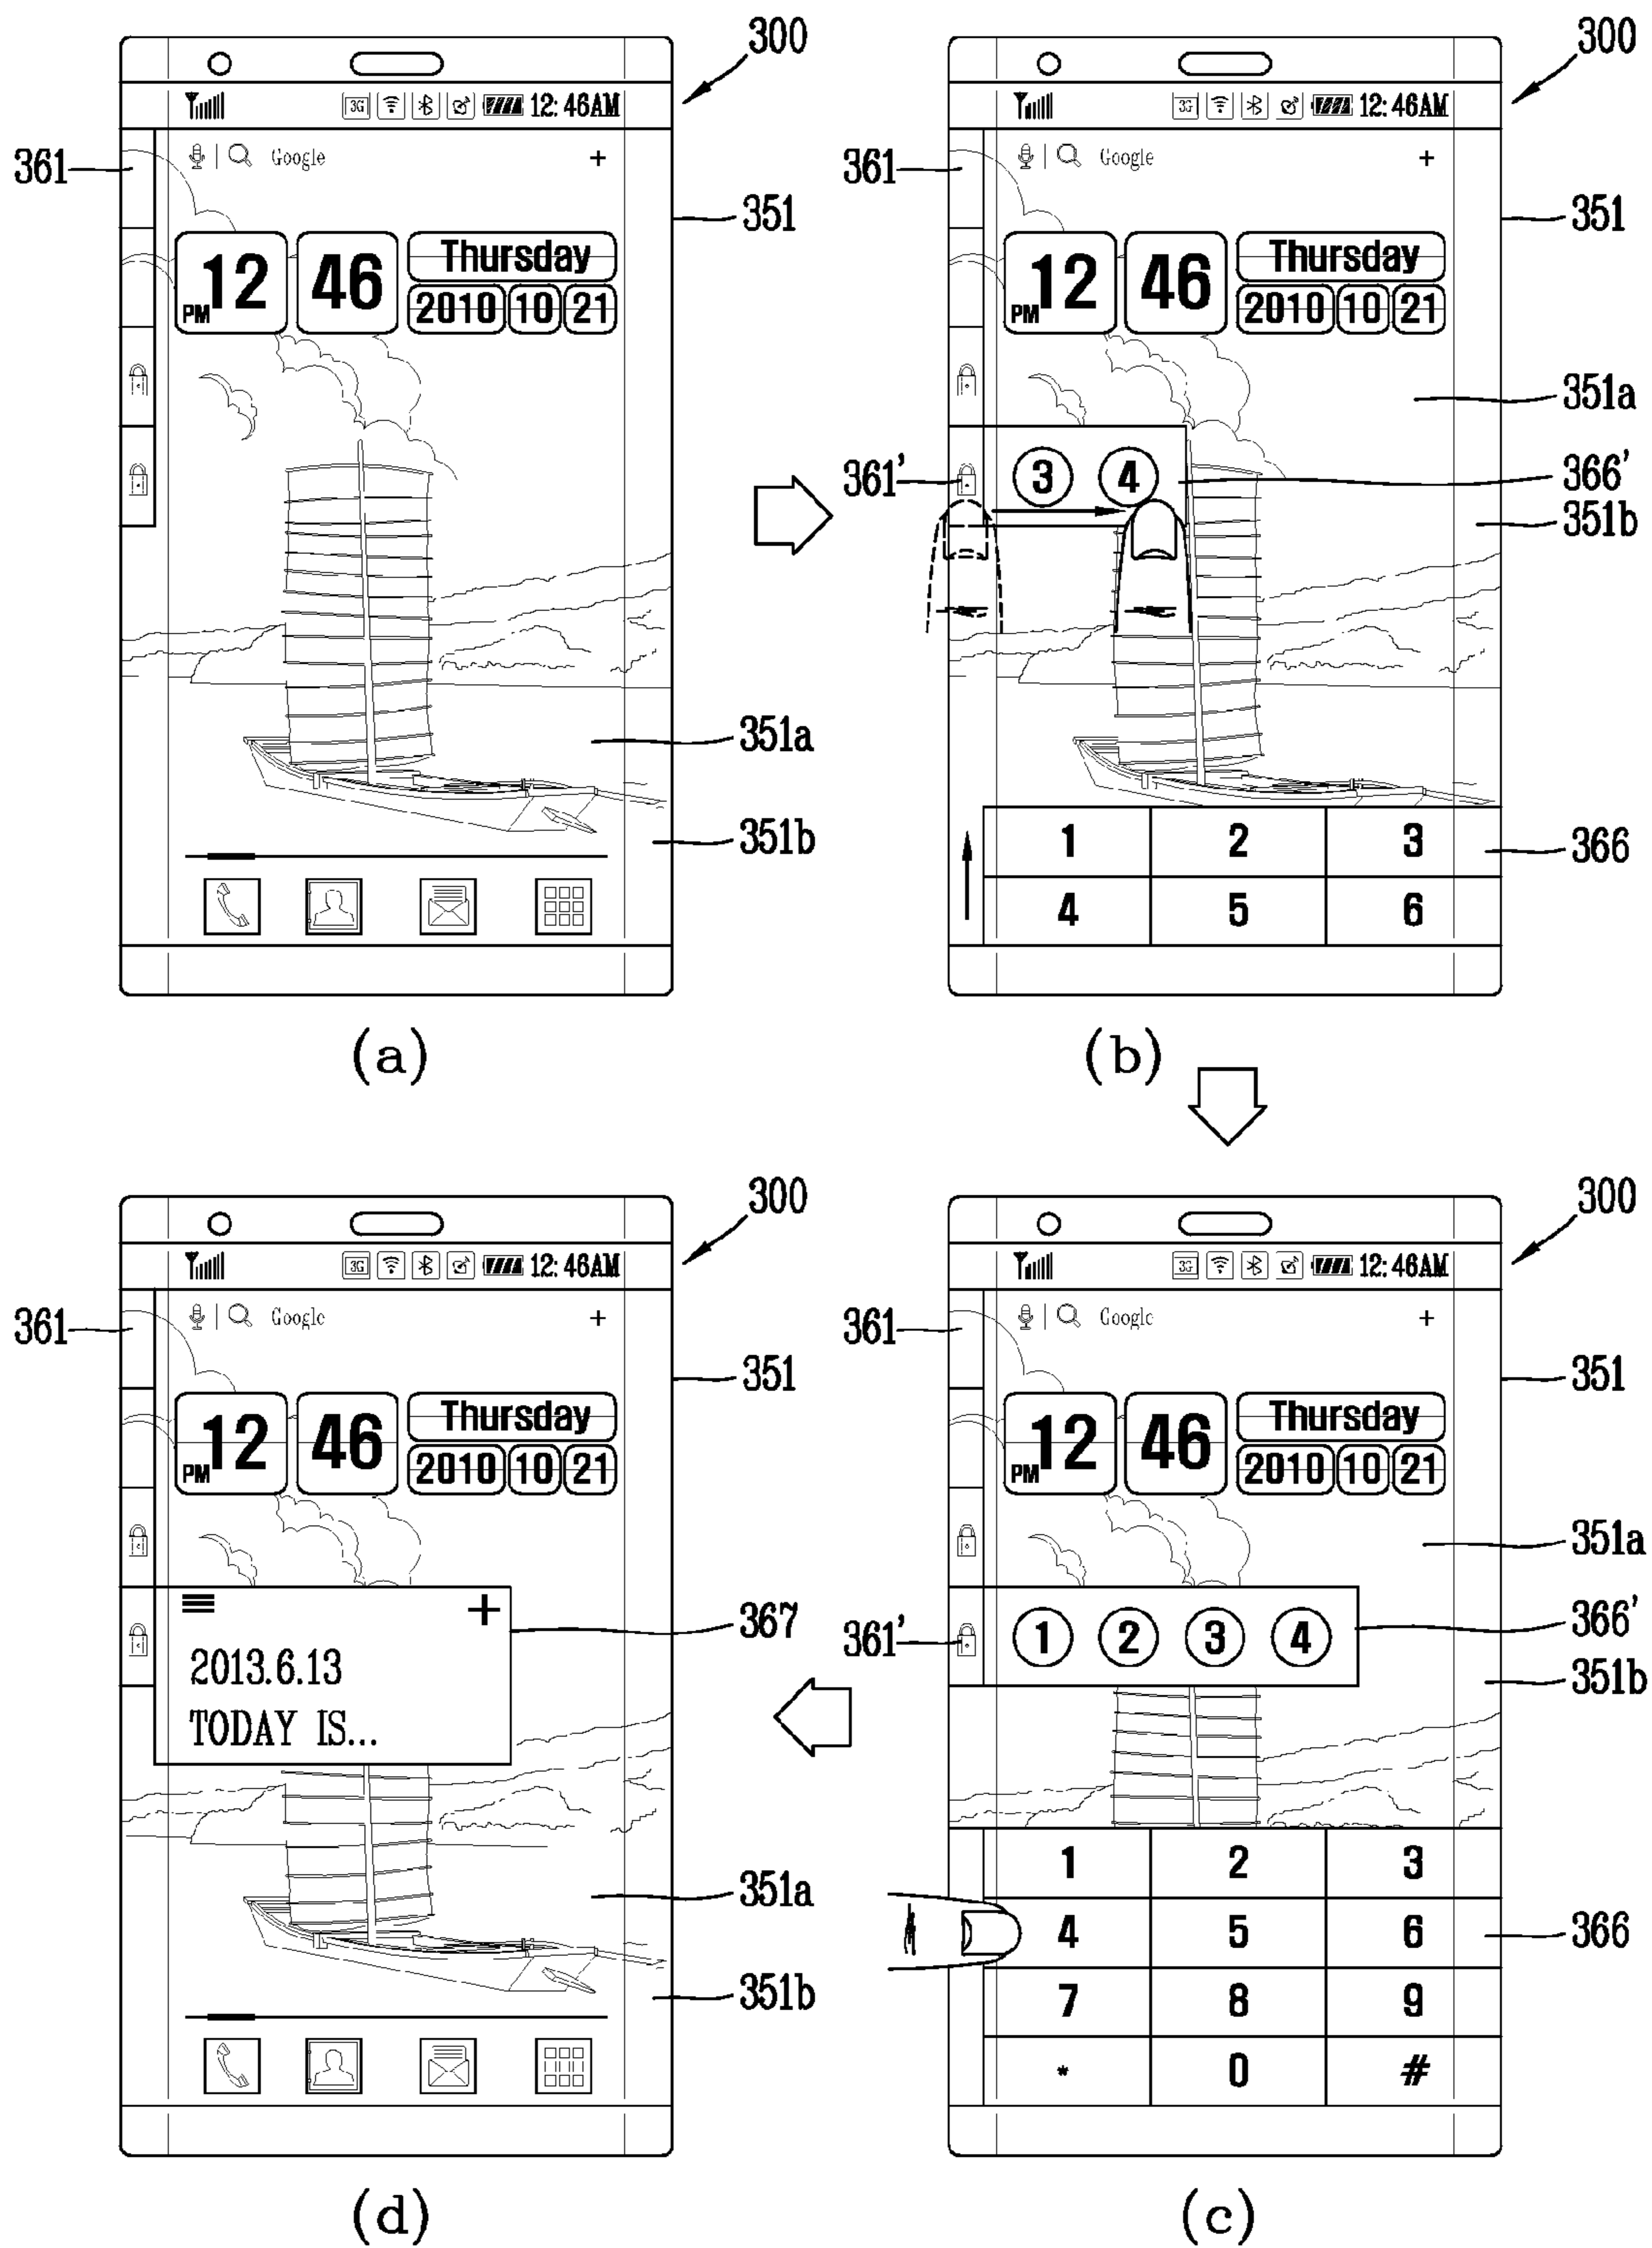 300
3G 12:46AM
361
Google +
351
PM 12 46 Thursday
2010 10 21
351a
351b
(a)
300
3G 12:46AM
361
Google +
351
PM 12 46 Thursday
2010 10 21
351a
361' 3 4 366'
351b
1 2 3 366
4 5 6
(b)
300
3G 12:46AM
361
Google +
351
PM 12 46 Thursday
2010 10 21
+
367
2013.6.13
TODAY IS...
351a
351b
(d)
300
3G 12:46AM
361
Google +
351
PM 12 46 Thursday
2010 10 21
351a
361' 1 2 3 4 366'
351b
1 2 3
4 5 6 366
7 8 9
* 0 #
(c)